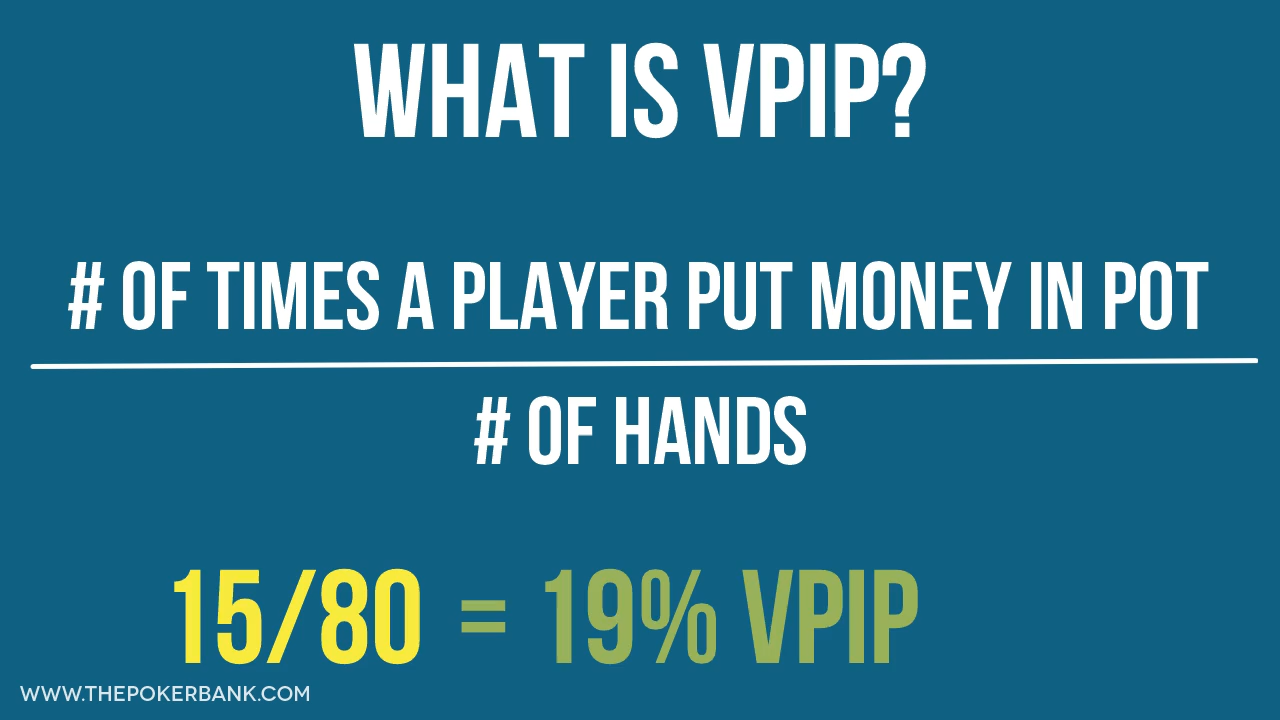 WHAT IS VPIP?
# OF TIMES A PLAYER PUT MONEY IN POT
# OF HANDS
15/80 = 19% VPIP
WWW.THEPOKERBANK.COM